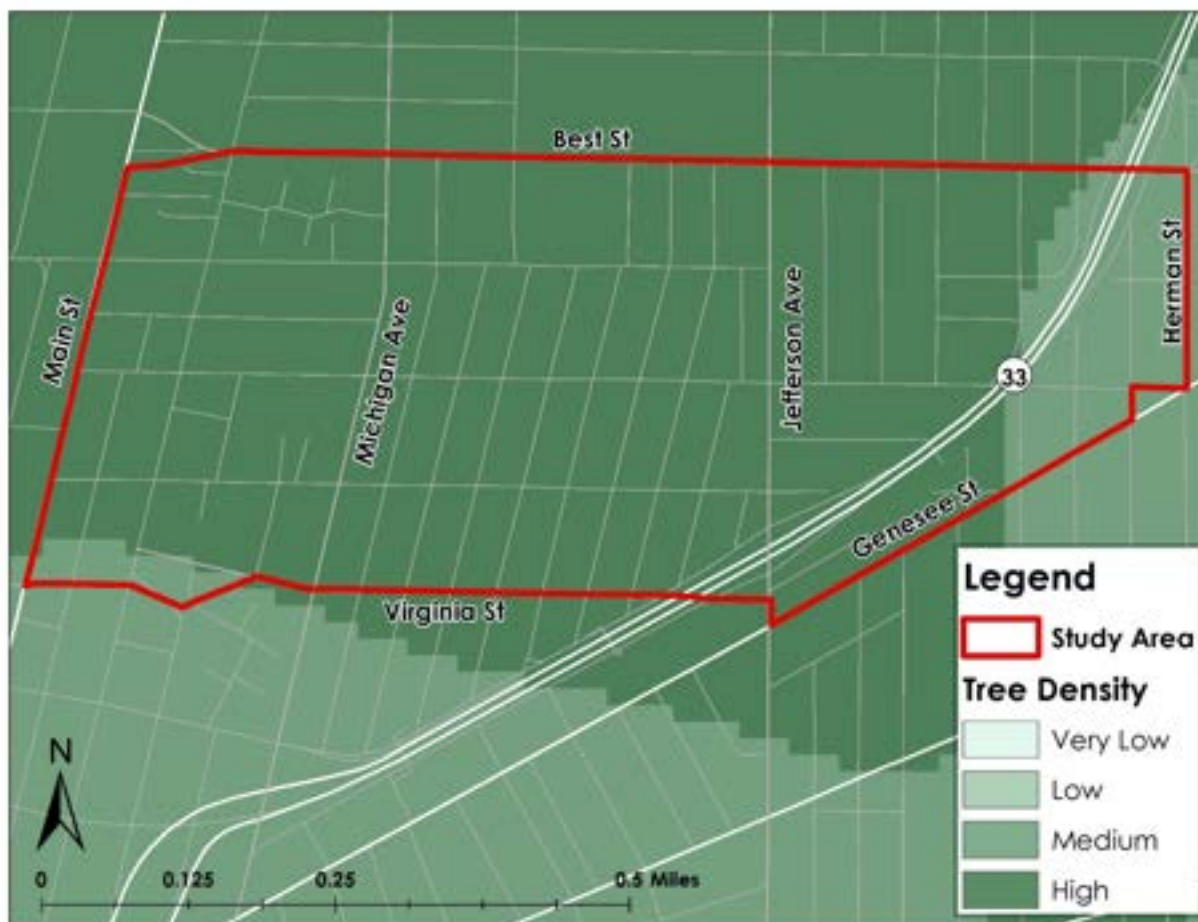 Best St
Main St
Michigan Ave
Jefferson Ave
Herman St
33
Genesee St
Virginia St
Legend
Study Area
Tree Density
Very Low
Low
Medium
High
N
0 0.125 0.25 0.5 Miles